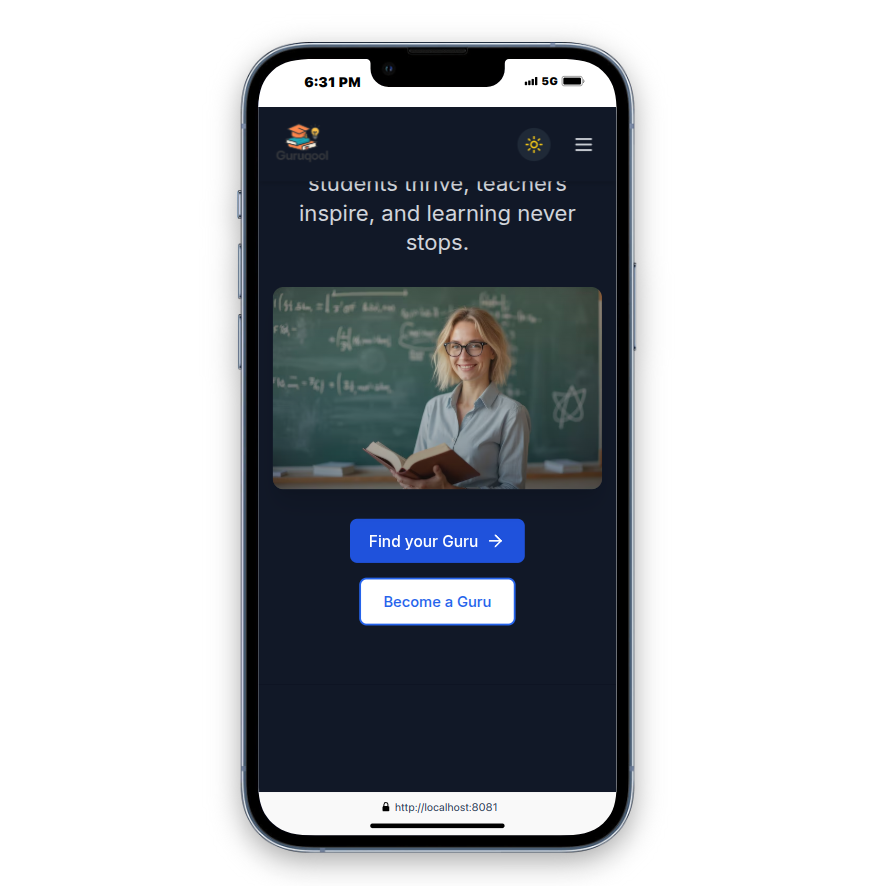 6:31 PM
5G
Guruqool
students thrive, teachers
inspire, and learning never
stops.
Find your Guru
Become a Guru
http://localhost:8081